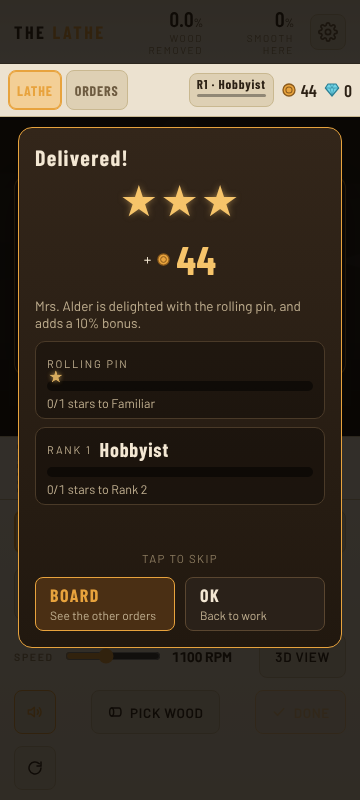 THE LATHE
0.0%
WOOD REMOVED
0%
SMOOTH HERE
LATHE
ORDERS
R1 · Hobbyist
44
0
Delivered!
+ 44
Mrs. Alder is delighted with the rolling pin, and
adds a 10% bonus.
ROLLING PIN
0/1 stars to Familiar
RANK 1 Hobbyist
0/1 stars to Rank 2
TAP TO SKIP
BOARD
See the other orders
OK
Back to work
SPEED
1100 RPM
3D VIEW
PICK WOOD